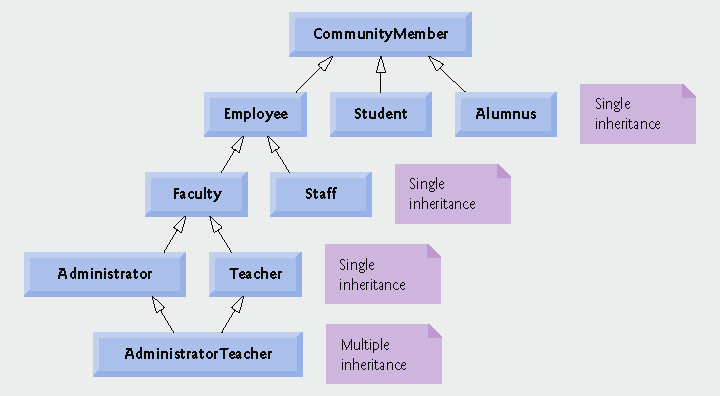 CommunityMember
Employee
Student
Alumnus
Single
inheritance
Faculty
Staff
Single
inheritance
Administrator
Teacher
Single
inheritance
AdministratorTeacher
Multiple
inheritance